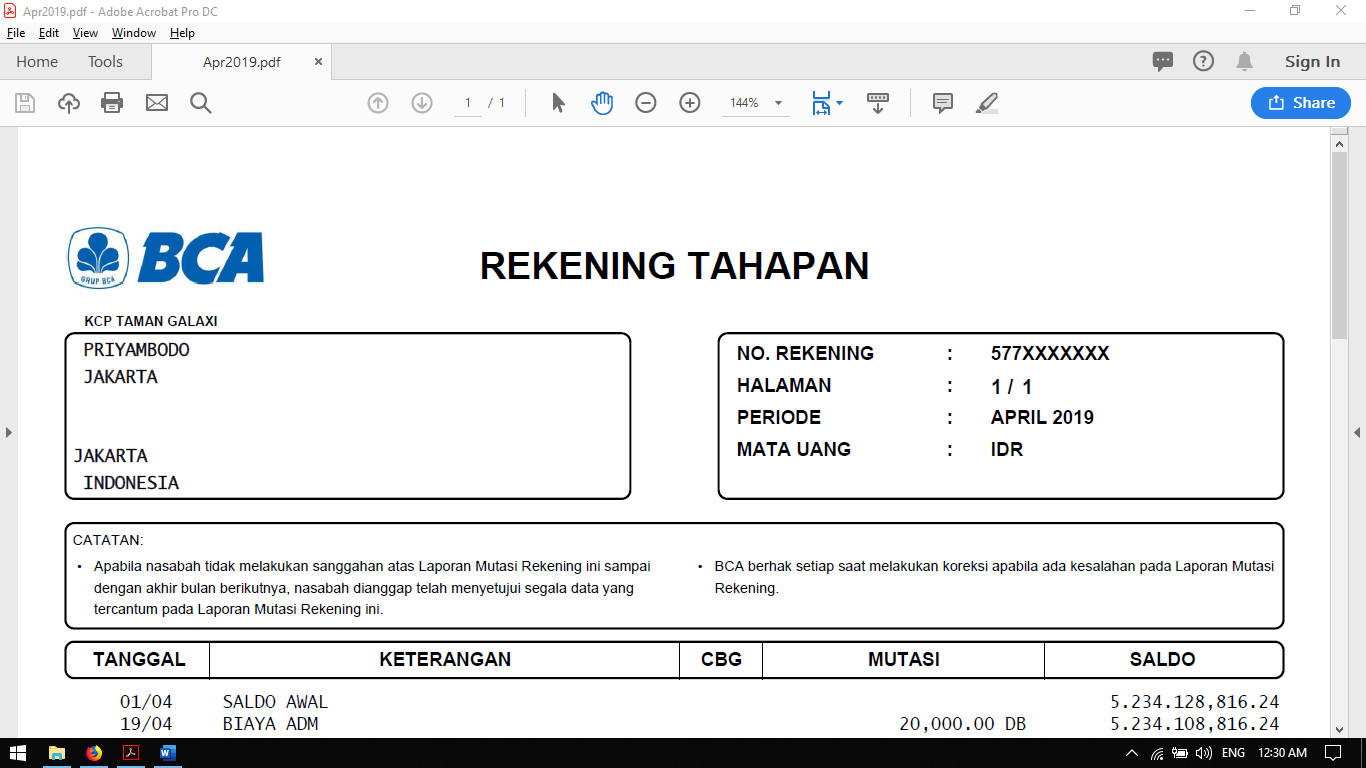 Apr2019.pdf - Adobe Acrobat Pro DC
File Edit View Window Help
Home Tools Apr2019.pdf × Sign In
1 / 1 144% Share
GRUP BCA
BCA
REKENING TAHAPAN
KCP TAMAN GALAXI
PRIYAMBODO
JAKARTA
JAKARTA
INDONESIA
NO. REKENING : 577XXXXXXX
HALAMAN : 1 / 1
PERIODE : APRIL 2019
MATA UANG : IDR
CATATAN:
• Apabila nasabah tidak melakukan sanggahan atas Laporan Mutasi Rekening ini sampai
dengan akhir bulan berikutnya, nasabah dianggap telah menyetujui segala data yang
tercantum pada Laporan Mutasi Rekening ini.
• BCA berhak setiap saat melakukan koreksi apabila ada kesalahan pada Laporan Mutasi
Rekening.
TANGGAL KETERANGAN CBG MUTASI SALDO
01/04 SALDO AWAL 5.234.128,816.24
19/04 BIAYA ADM 20,000.00 DB 5.234.108,816.24
ENG 12:30 AM